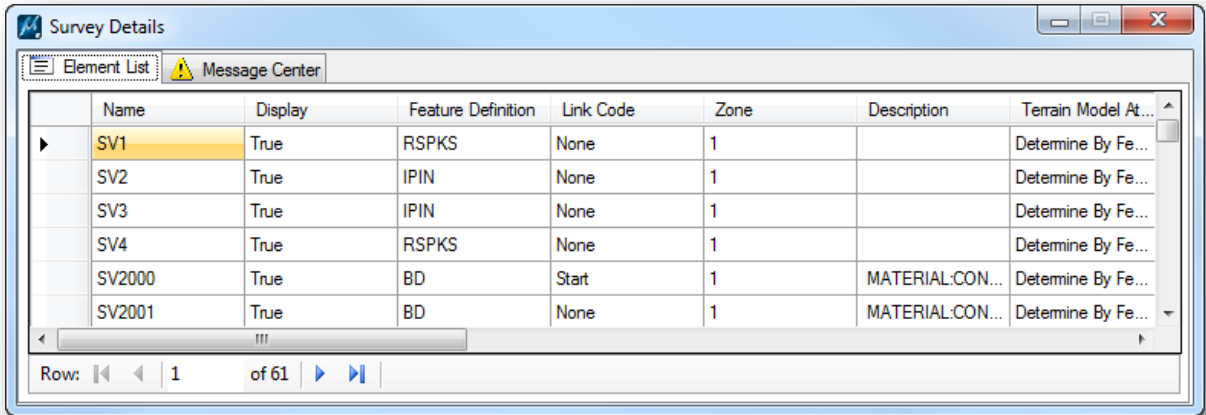 Survey Details
Element List Message Center
Name Display Feature Definition Link Code Zone Description Terrain Model At...
SV1 True RSPKS None 1 Determine By Fe...
SV2 True IPIN None 1 Determine By Fe...
SV3 True IPIN None 1 Determine By Fe...
SV4 True RSPKS None 1 Determine By Fe...
SV2000 True BD Start 1 MATERIAL:CON... Determine By Fe...
SV2001 True BD None 1 MATERIAL:CON... Determine By Fe...
Row: 1 of 61